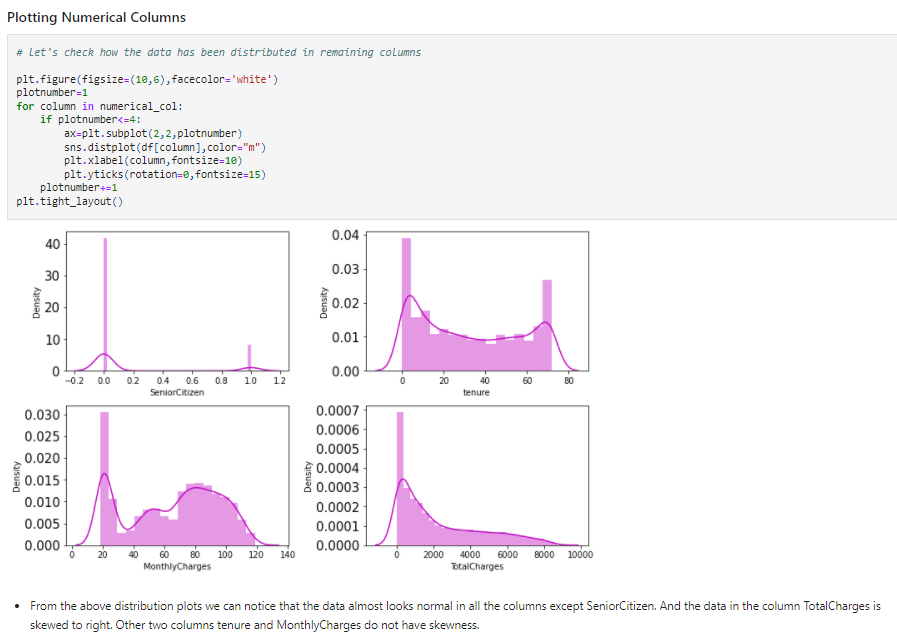 Plotting Numerical Columns
# Let's check how the data has been distributed in remaining columns
plt.figure(figsize=(10,6),facecolor='white')
plotnumber=1
for column in numerical_col:
    if plotnumber<=4:
        ax=plt.subplot(2,2,plotnumber)
        sns.distplot(df[column],color="m")
        plt.xlabel(column,fontsize=10)
        plt.yticks(rotation=0,fontsize=15)
    plotnumber+=1
plt.tight_layout()
40
30
20
10
0
Density
−0.2 0.0 0.2 0.4 0.6 0.8 1.0 1.2
SeniorCitizen
0.04
0.03
0.02
0.01
0.00
Density
0 20 40 60 80
tenure
0.030
0.025
0.020
0.015
0.010
0.005
0.000
Density
0 20 40 60 80 100 120 140
MonthlyCharges
0.0007
0.0006
0.0005
0.0004
0.0003
0.0002
0.0001
0.0000
Density
0 2000 4000 6000 8000 10000
TotalCharges
• From the above distribution plots we can notice that the data almost looks normal in all the columns except SeniorCitizen. And the data in the column TotalCharges is
skewed to right. Other two columns tenure and MonthlyCharges do not have skewness.